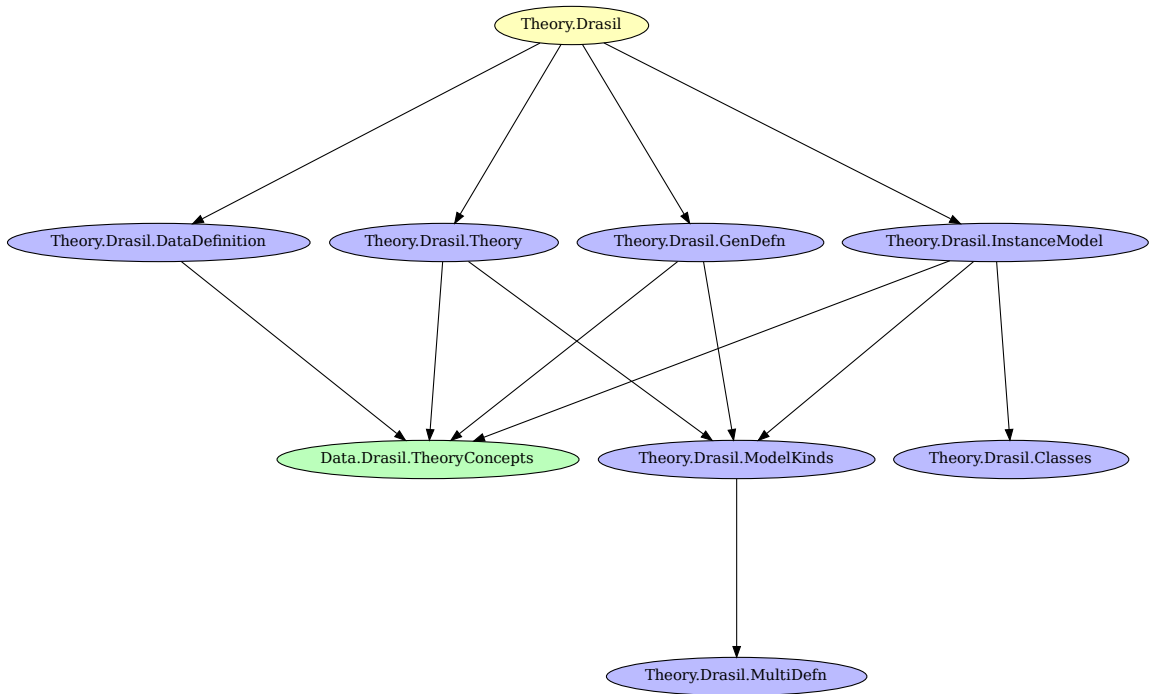 Theory.Drasil
Theory.Drasil.DataDefinition
Theory.Drasil.Theory
Theory.Drasil.GenDefn
Theory.Drasil.InstanceModel
Data.Drasil.TheoryConcepts
Theory.Drasil.ModelKinds
Theory.Drasil.Classes
Theory.Drasil.MultiDefn